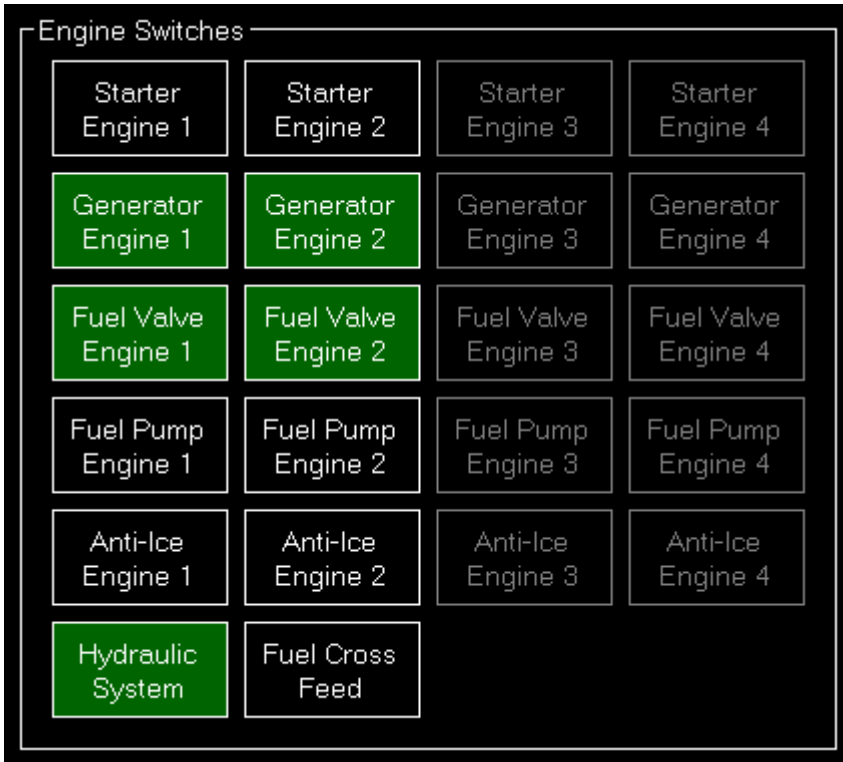 Engine Switches
Starter
Engine 1
Starter
Engine 2
Starter
Engine 3
Starter
Engine 4
Generator
Engine 1
Generator
Engine 2
Generator
Engine 3
Generator
Engine 4
Fuel Valve
Engine 1
Fuel Valve
Engine 2
Fuel Valve
Engine 3
Fuel Valve
Engine 4
Fuel Pump
Engine 1
Fuel Pump
Engine 2
Fuel Pump
Engine 3
Fuel Pump
Engine 4
Anti-Ice
Engine 1
Anti-Ice
Engine 2
Anti-Ice
Engine 3
Anti-Ice
Engine 4
Hydraulic
System
Fuel Cross
Feed